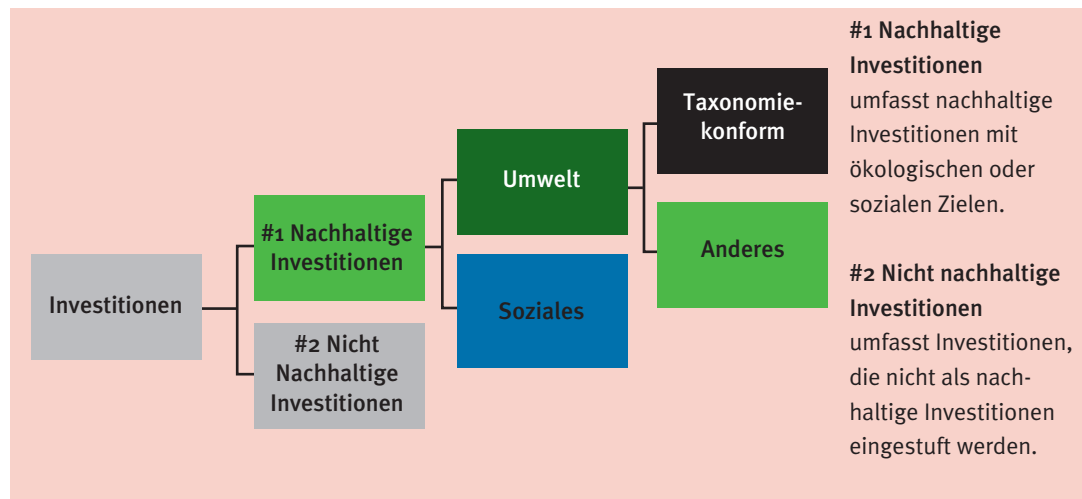 Investitionen
#1 Nachhaltige
Investitionen
#2 Nicht
Nachhaltige
Investitionen
Umwelt
Soziales
Taxonomie-
konform
Anderes
#1 Nachhaltige
Investitionen
umfasst nachhaltige
Investitionen mit
ökologischen oder
sozialen Zielen.
#2 Nicht nachhaltige
Investitionen
umfasst Investitionen,
die nicht als nach-
haltige Investitionen
eingestuft werden.